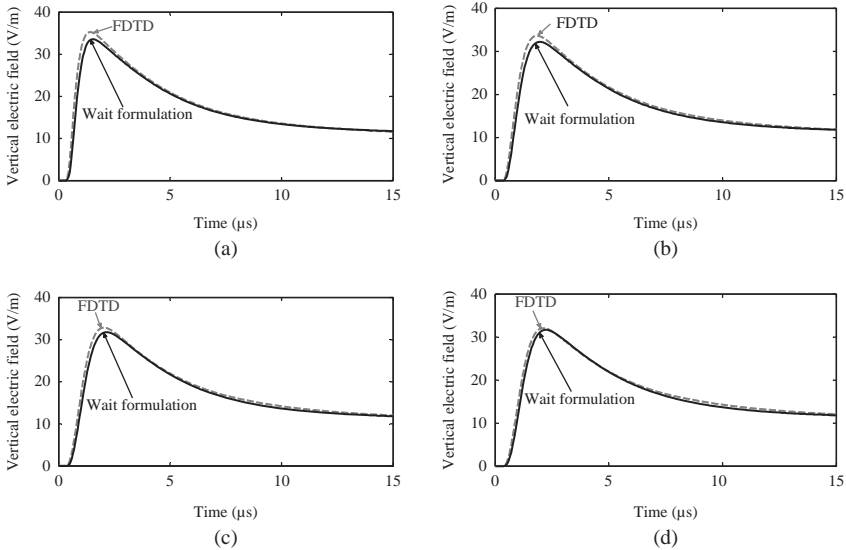 Vertical electric field (V/m)
40
30
20
10
0
FDTD
Wait formulation
0
5
10
15
Time (µs)
(a)
Vertical electric field (V/m)
40
30
20
10
0
FDTD
Wait formulation
0
5
10
15
Time (µs)
(b)
Vertical electric field (V/m)
40
30
20
10
0
FDTD
Wait formulation
0
5
10
15
Time (µs)
(c)
Vertical electric field (V/m)
40
30
20
10
0
FDTD
Wait formulation
0
5
10
15
Time (µs)
(d)